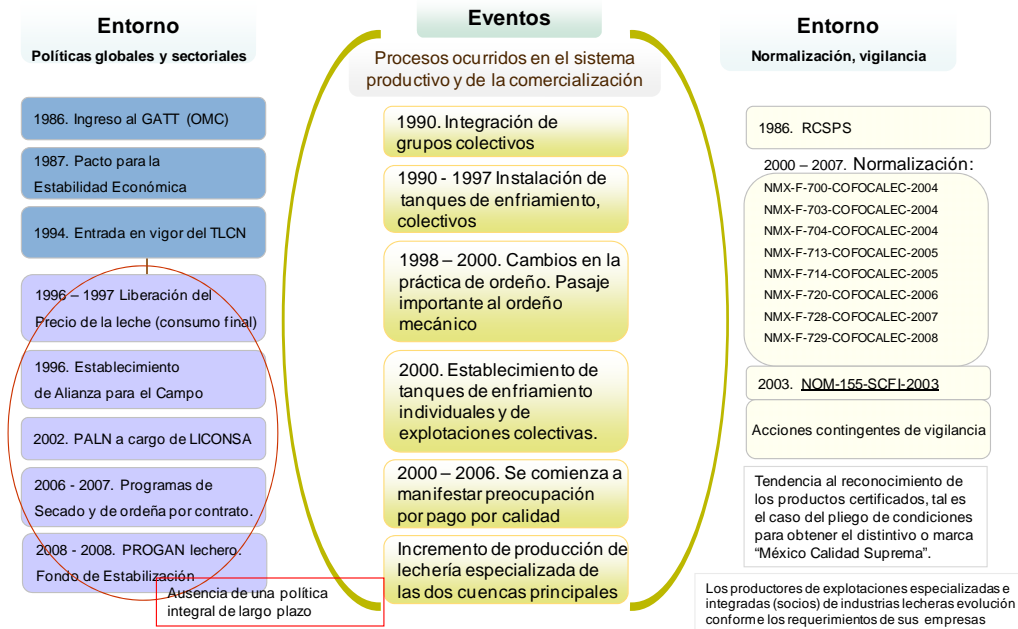 Entorno
Políticas globales y sectoriales
1986. Ingreso al GATT (OMC)
1987. Pacto para la
Estabilidad Económica
1994. Entrada en vigor del TLCN
1996 – 1997 Liberación del
Precio de la leche (consumo final)
1996. Establecimiento
de Alianza para el Campo
2002. PALN a cargo de LICONSA
2006 - 2007. Programas de
Secado y de ordeña por contrato.
2008 - 2008. PROGAN lechero.
Fondo de Estabilización
Ausencia de una política
integral de largo plazo
Eventos
Procesos ocurridos en el sistema
productivo y de la comercialización
1990. Integración de
grupos colectivos
1990 - 1997 Instalación de
tanques de enfriamiento,
colectivos
1998 – 2000. Cambios en la
práctica de ordeño. Pasaje
importante al ordeño
mecánico
2000. Establecimiento de
tanques de enfriamiento
individuales y de
explotaciones colectivas.
2000 – 2006. Se comienza a
manifestar preocupación
por pago por calidad
Incremento de producción de
lechería especializada de
las dos cuencas principales
Entorno
Normalización, vigilancia
1986. RCSPS
2000 – 2007. Normalización:
NMX-F-700-COFOCALEC-2004
NMX-F-703-COFOCALEC-2004
NMX-F-704-COFOCALEC-2004
NMX-F-713-COFOCALEC-2005
NMX-F-714-COFOCALEC-2005
NMX-F-720-COFOCALEC-2006
NMX-F-728-COFOCALEC-2007
NMX-F-729-COFOCALEC-2008
2003. NOM-155-SCFI-2003
Acciones contingentes de vigilancia
Tendencia al reconocimiento de
los productos certificados, tal es
el caso del pliego de condiciones
para obtener el distintivo o marca
“México Calidad Suprema”.
Los productores de explotaciones especializadas e
integradas (socios) de industrias lecheras evolución
conforme los requerimientos de sus empresas